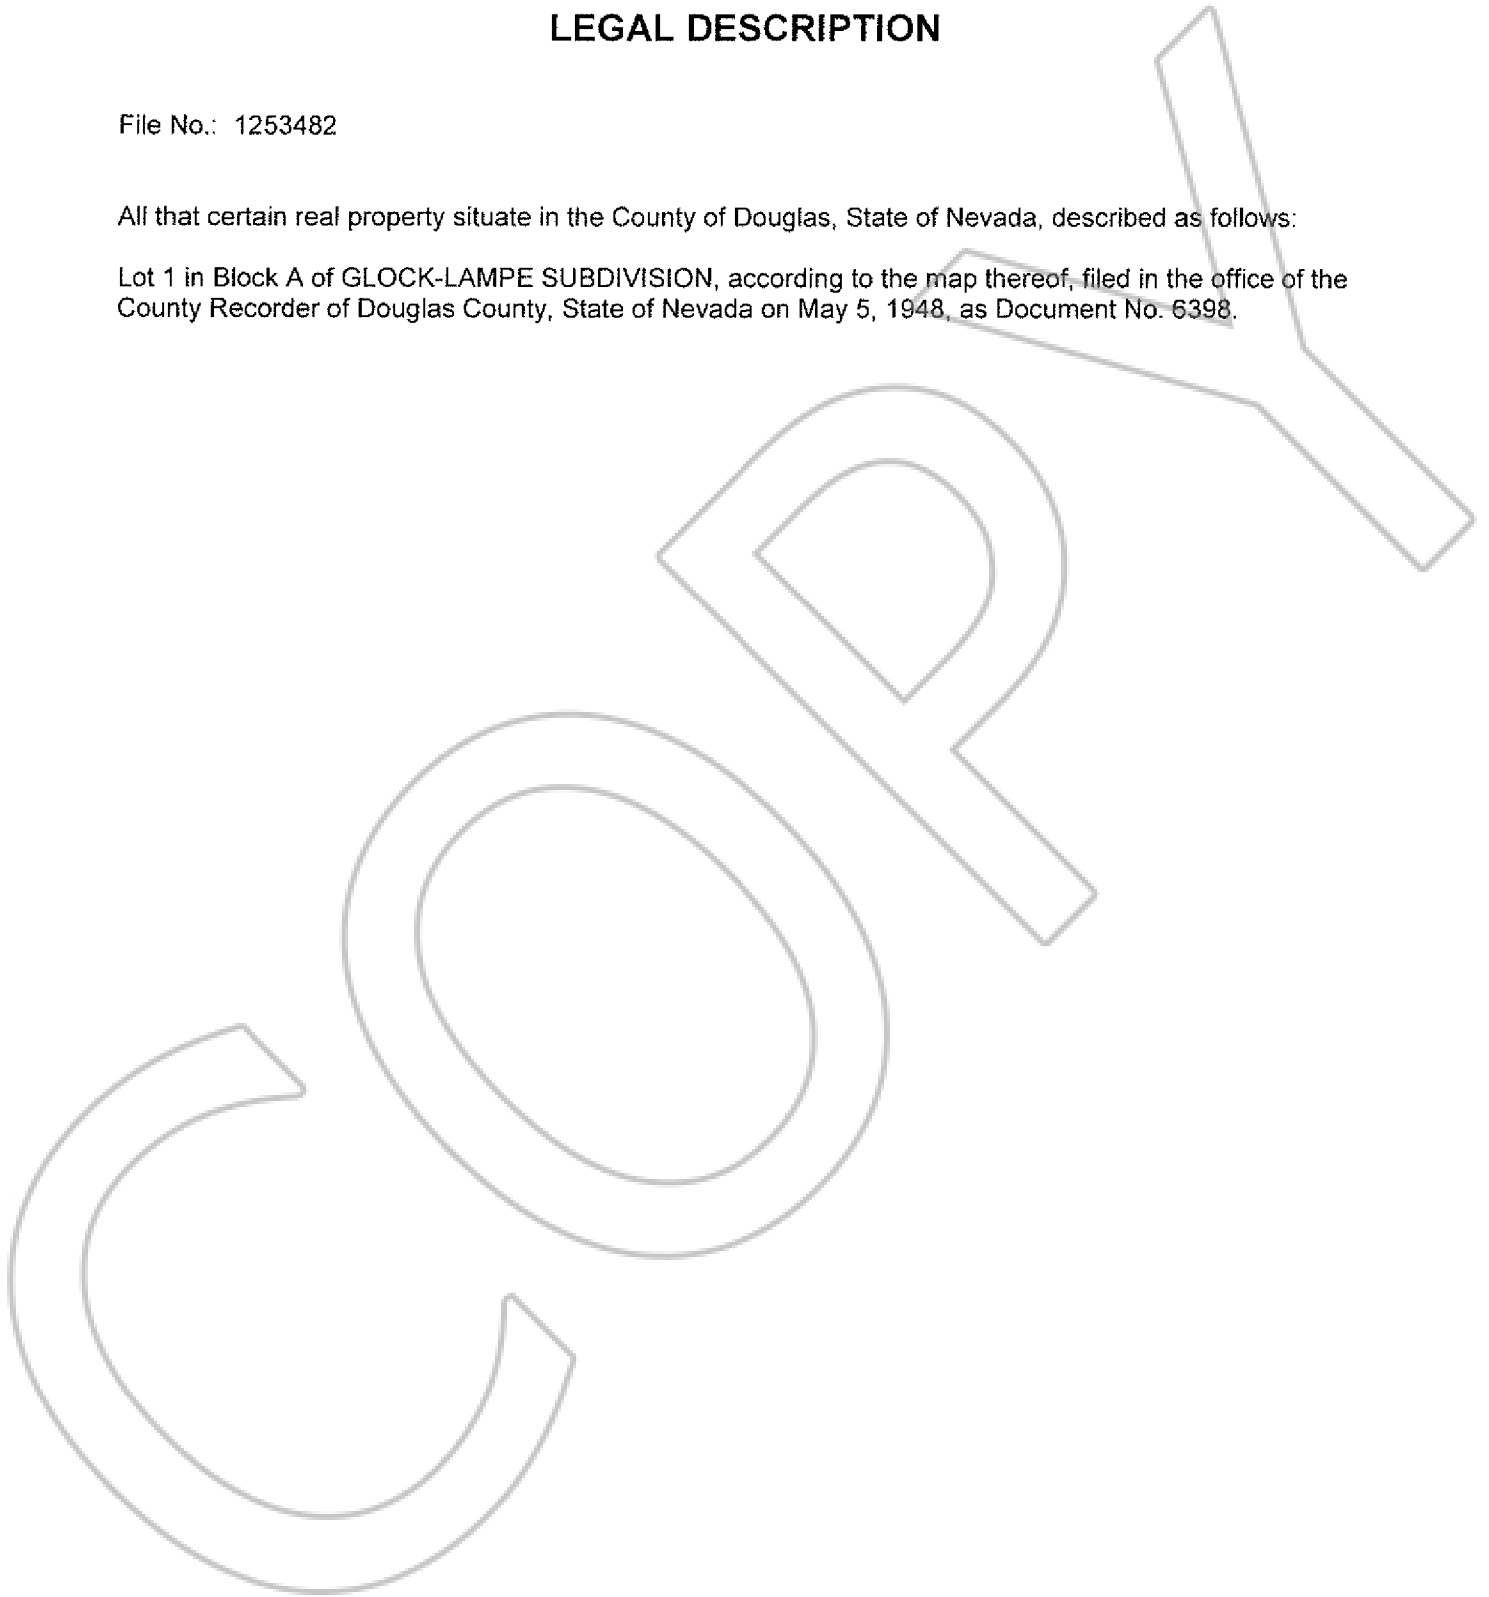 LEGAL DESCRIPTION
File No.: 1253482
All that certain real property situate in the County of Douglas, State of Nevada, described as follows:
Lot 1 in Block A of GLOCK-LAMPE SUBDIVISION, according to the map thereof, filed in the office of the
County Recorder of Douglas County, State of Nevada on May 5, 1948, as Document No. 6398.
COPY